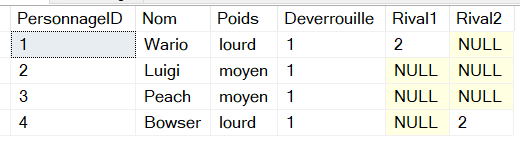 PersonnageID Nom Poids Deverrouille Rival1 Rival2
1 Wario lourd 1 2 NULL
2 Luigi moyen 1 NULL NULL
3 Peach moyen 1 NULL NULL
4 Bowser lourd 1 NULL 2